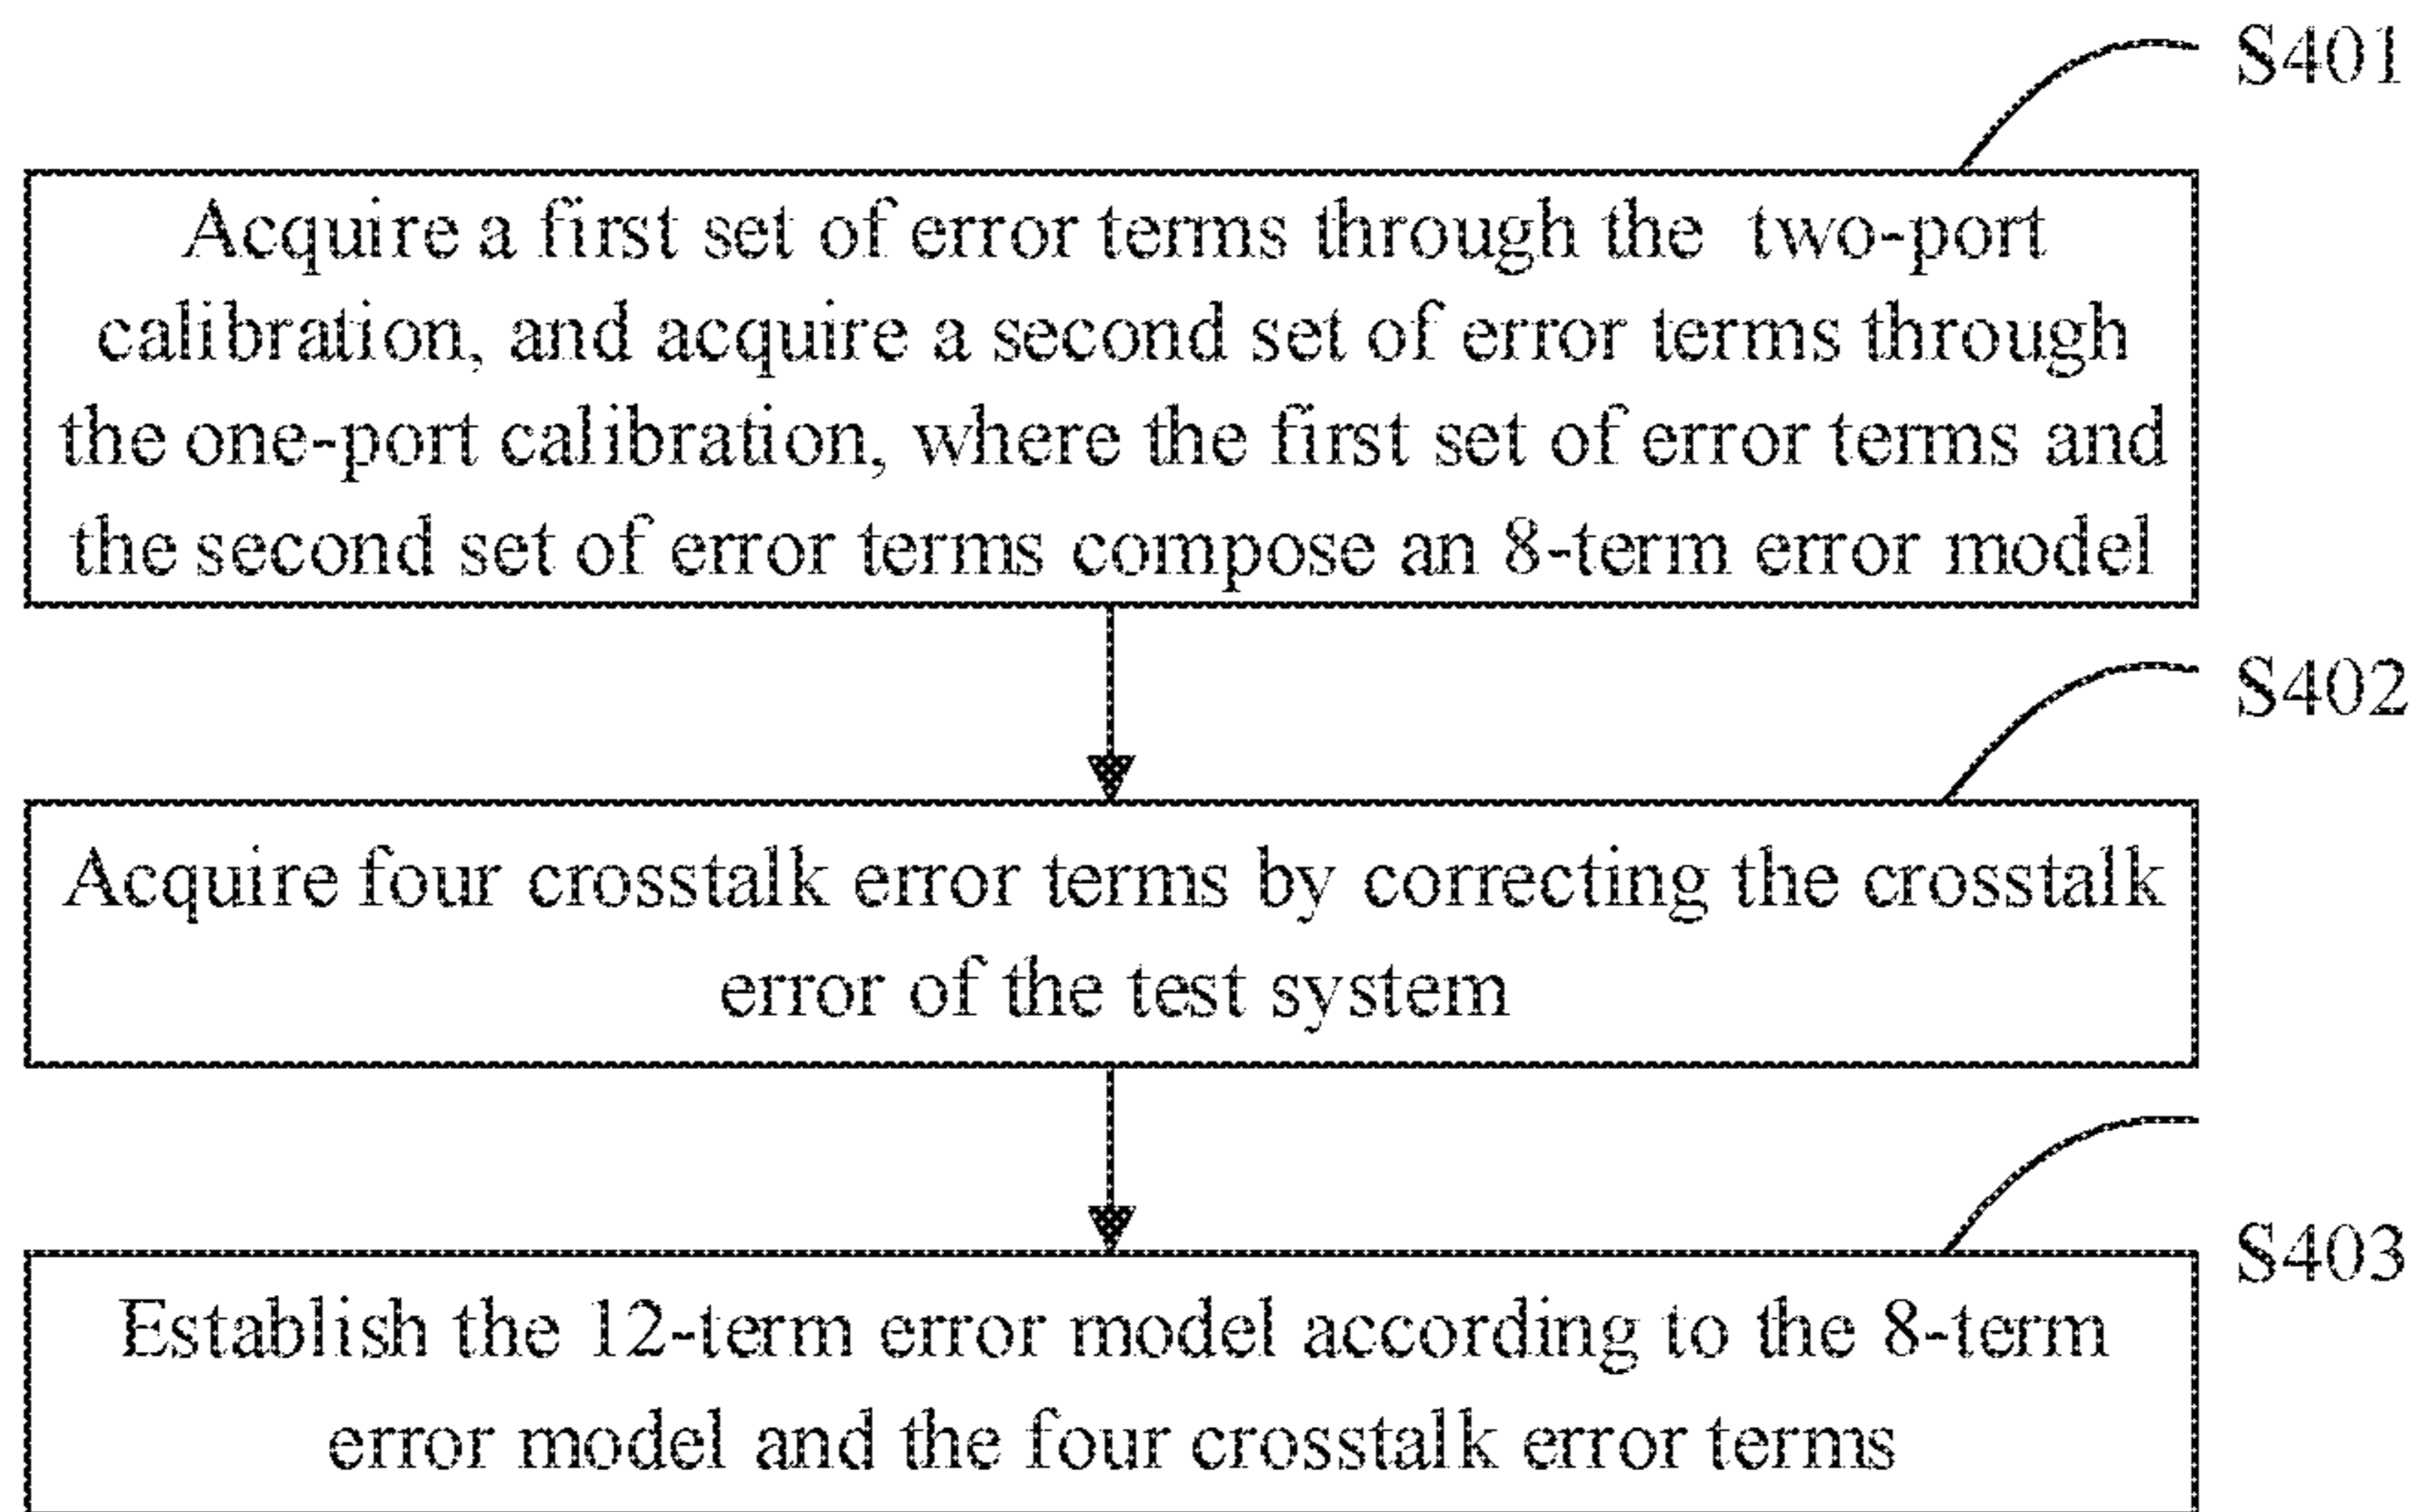 S401
Acquire a first set of error terms through the two-port
calibration, and acquire a second set of error terms through
the one-port calibration, where the first set of error terms and
the second set of error terms compose an 8-term error model
S402
Acquire four crosstalk error terms by correcting the crosstalk
error of the test system
S403
Establish the 12-term error model according to the 8-term
error model and the four crosstalk error terms